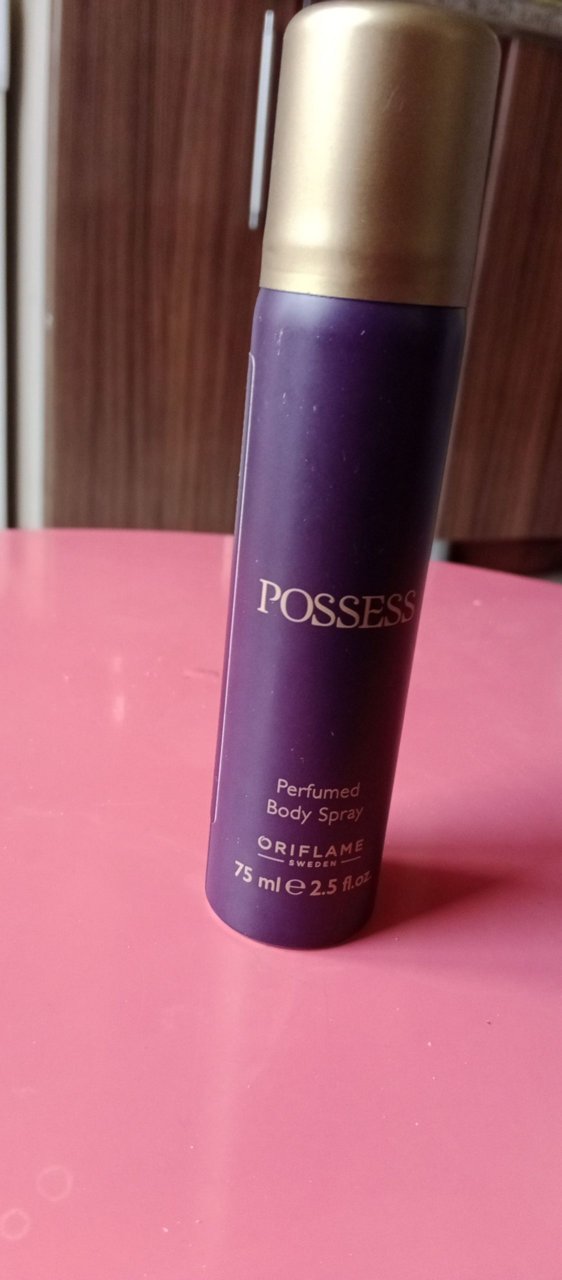 POSSESS
Perfumed
Body Spray
ORIFLAME
SWEDEN
75 ml ℮ 2.5 fl.oz.